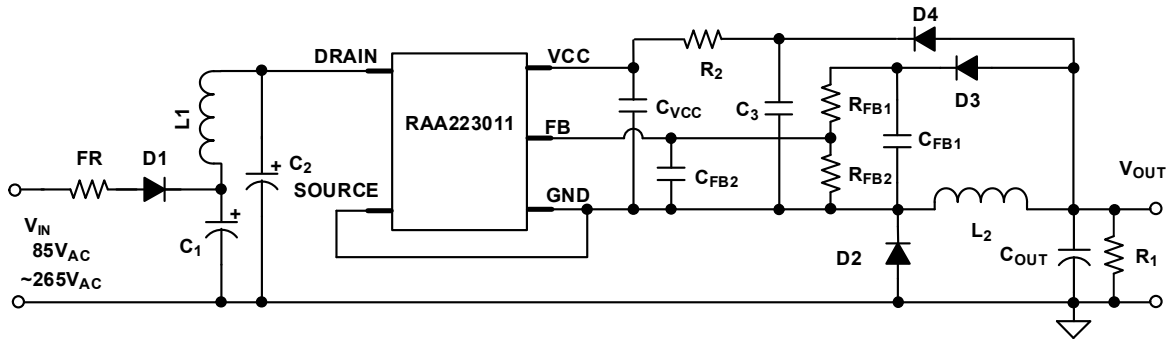 D4
DRAIN
VCC
R2
D3
L1
RAA223011
CVCC
C3
RFB1
FR
D1
C2
FB
CFB1
SOURCE
CFB2
RFB2
VOUT
GND
VIN
85VAC
~265VAC
C1
D2
L2
COUT
R1